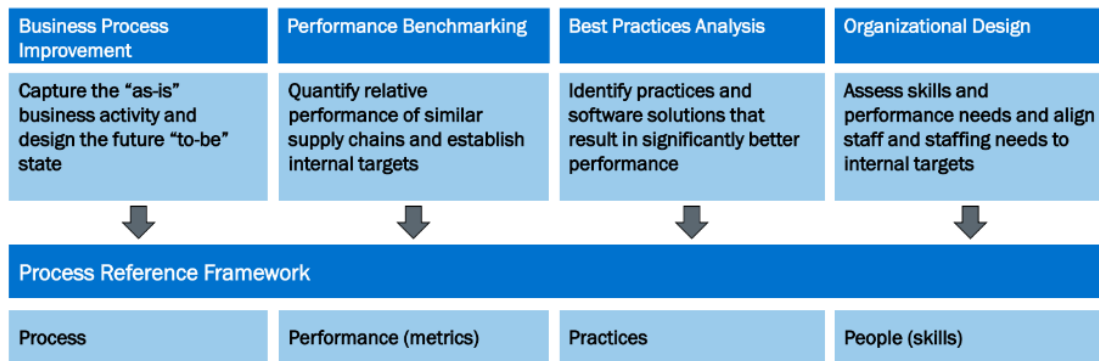 Business Process
Improvement
Performance Benchmarking
Best Practices Analysis
Organizational Design
Capture the “as-is”
business activity and
design the future “to-be”
state
Quantify relative
performance of similar
supply chains and establish
internal targets
Identify practices and
software solutions that
result in significantly better
performance
Assess skills and
performance needs and align
staff and staffing needs to
internal targets
Process Reference Framework
Process
Performance (metrics)
Practices
People (skills)